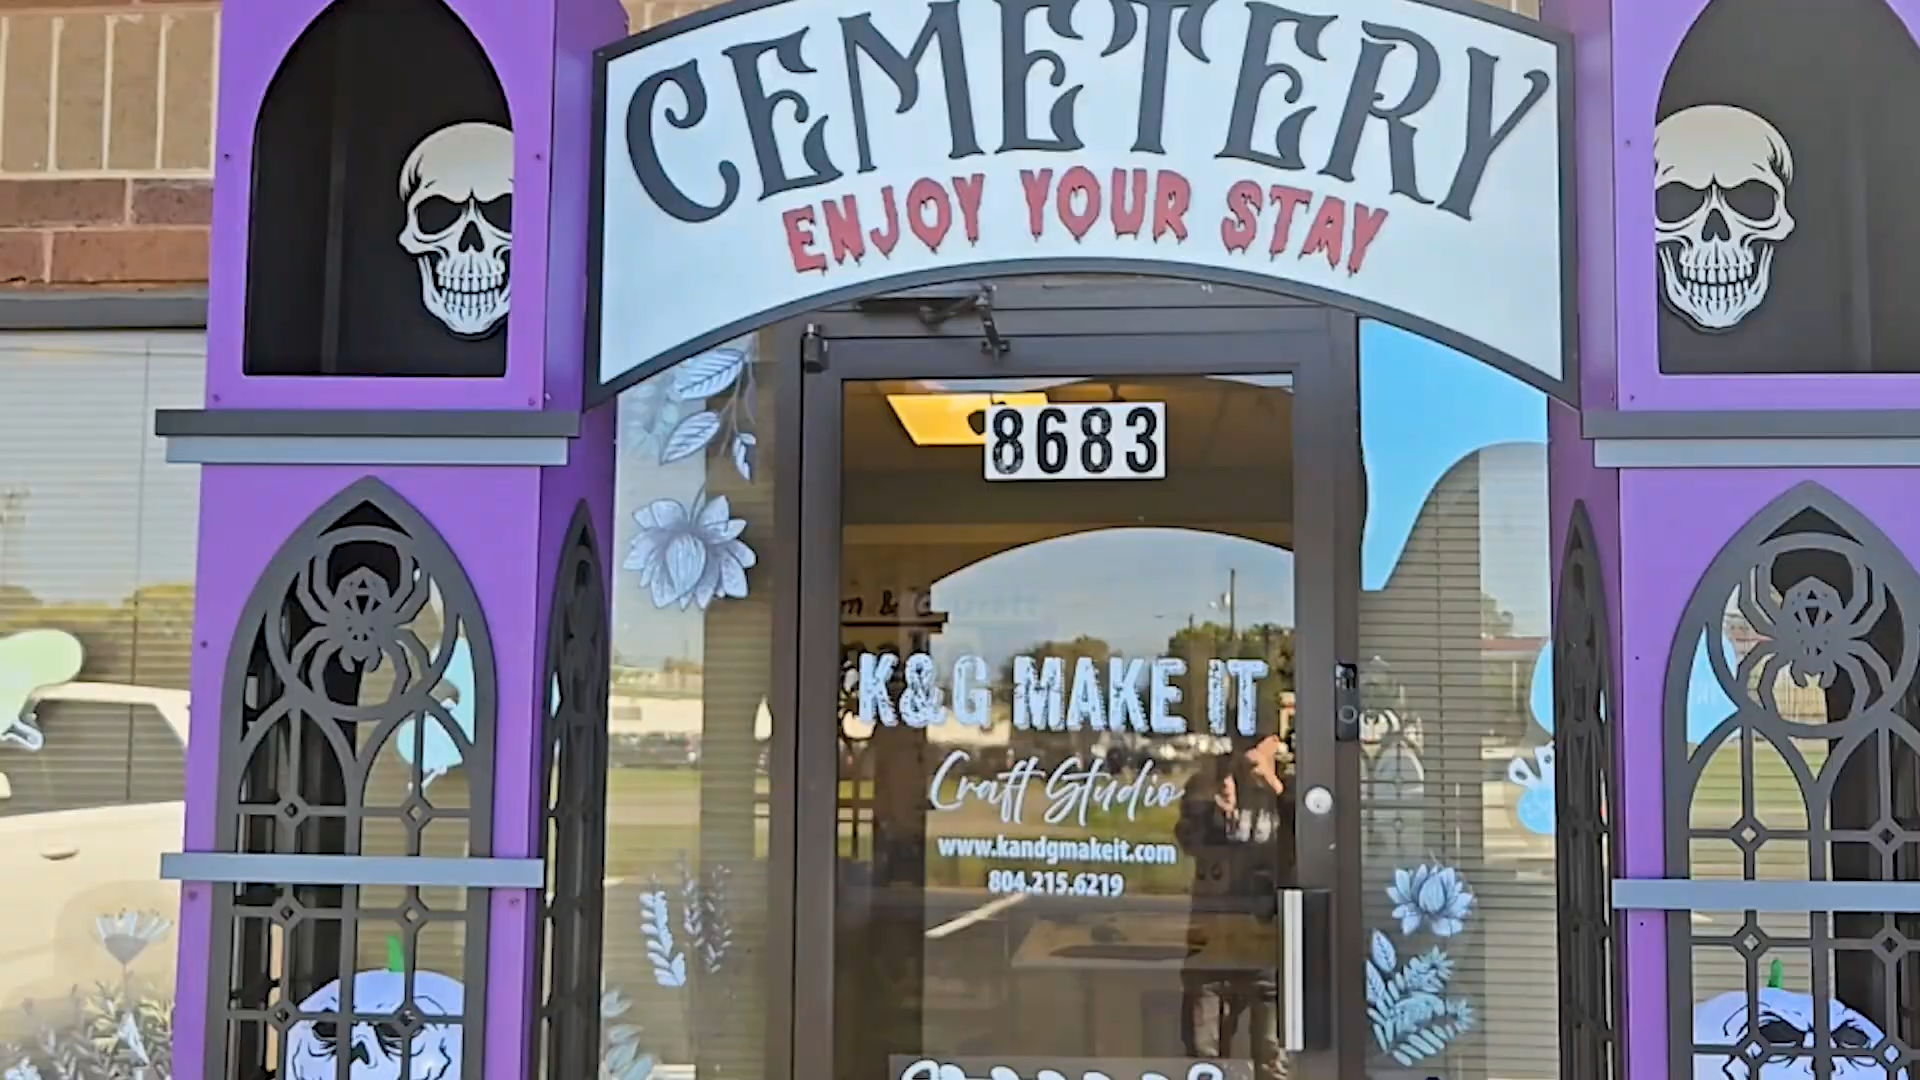 CEMETERY
ENJOY YOUR STAY
8683
K&G MAKE IT
Craft Studio
www.kandgmakeit.com
804.215.6219